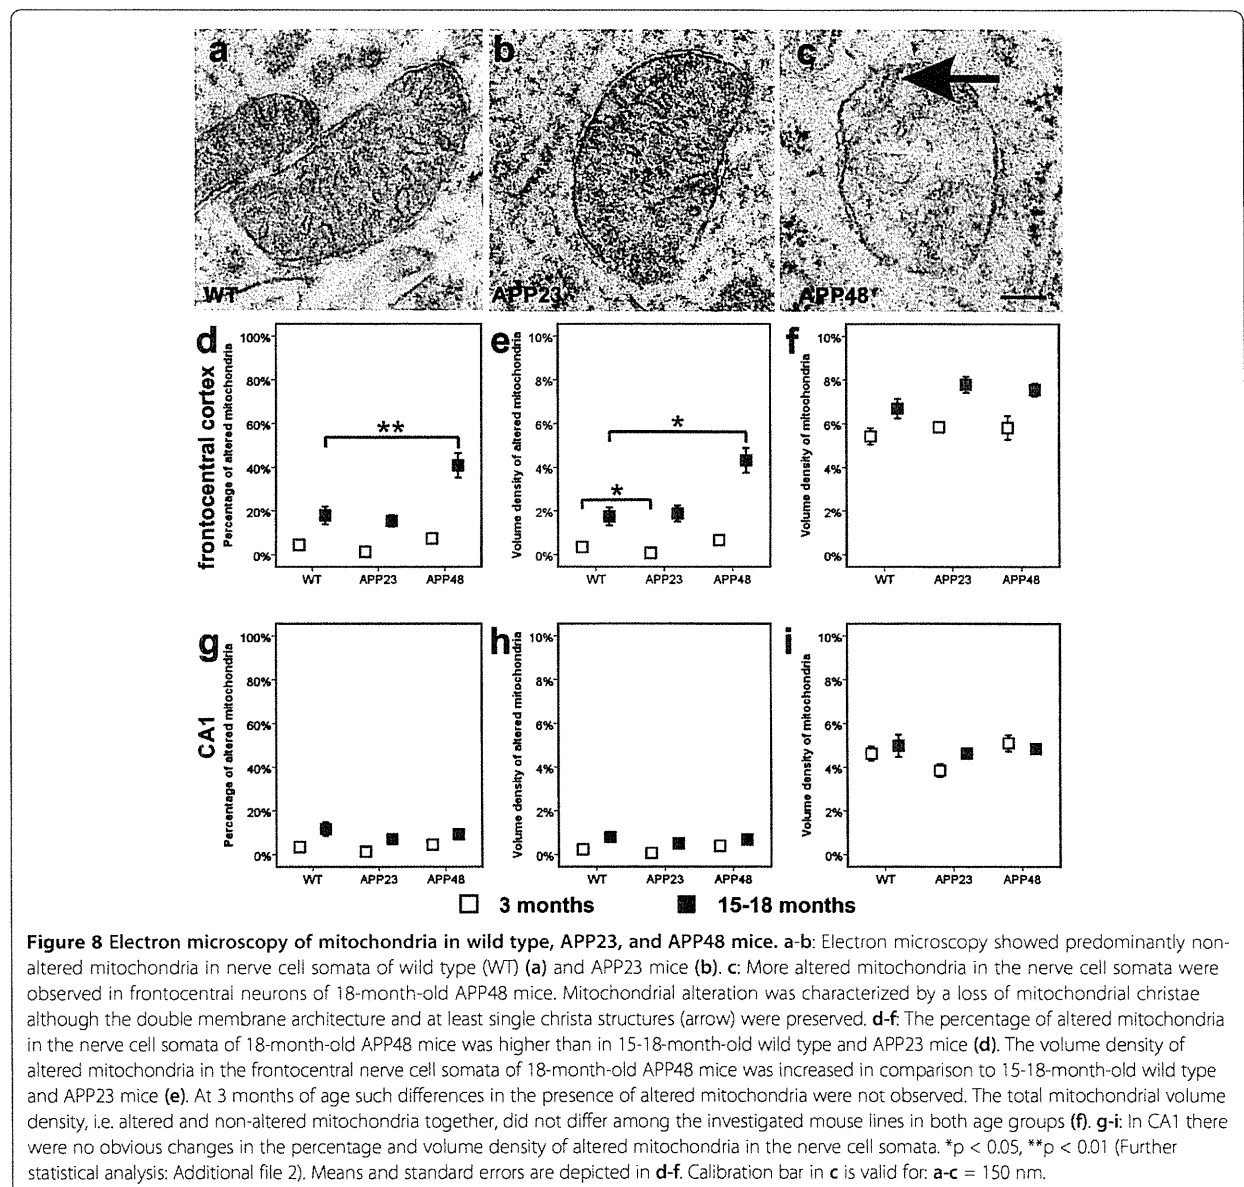 a
b
c
WT
APP23
APP48
d
e
f
frontocentral cortex
Percentage of altered mitochondria
100%
80%
60%
40%
20%
0%
**
WT APP23 APP48
Volume density of altered mitochondria
10%
8%
6%
4%
2%
0%
*
*
WT APP23 APP48
Volume density of mitochondria
10%
8%
6%
4%
2%
0%
WT APP23 APP48
g
h
i
CA1
Percentage of altered mitochondria
100%
80%
60%
40%
20%
0%
WT APP23 APP48
Volume density of altered mitochondria
10%
8%
6%
4%
2%
0%
WT APP23 APP48
Volume density of mitochondria
10%
8%
6%
4%
2%
0%
WT APP23 APP48
3 months 15-18 months
Figure 8 Electron microscopy of mitochondria in wild type, APP23, and APP48 mice. a-b: Electron microscopy showed predominantly non-
altered mitochondria in nerve cell somata of wild type (WT) (a) and APP23 mice (b). c: More altered mitochondria in the nerve cell somata were
observed in frontocentral neurons of 18-month-old APP48 mice. Mitochondrial alteration was characterized by a loss of mitochondrial christae
although the double membrane architecture and at least single christa structures (arrow) were preserved. d-f: The percentage of altered mitochondria
in the nerve cell somata of 18-month-old APP48 mice was higher than in 15-18-month-old wild type and APP23 mice (d). The volume density of
altered mitochondria in the frontocentral nerve cell somata of 18-month-old APP48 mice was increased in comparison to 15-18-month-old wild type
and APP23 mice (e). At 3 months of age such differences in the presence of altered mitochondria were not observed. The total mitochondrial volume
density, i.e. altered and non-altered mitochondria together, did not differ among the investigated mouse lines in both age groups (f). g-i: In CA1 there
were no obvious changes in the percentage and volume density of altered mitochondria in the nerve cell somata. *p < 0.05, **p < 0.01 (Further
statistical analysis: Additional file 2). Means and standard errors are depicted in d-f. Calibration bar in c is valid for: a-c = 150 nm.